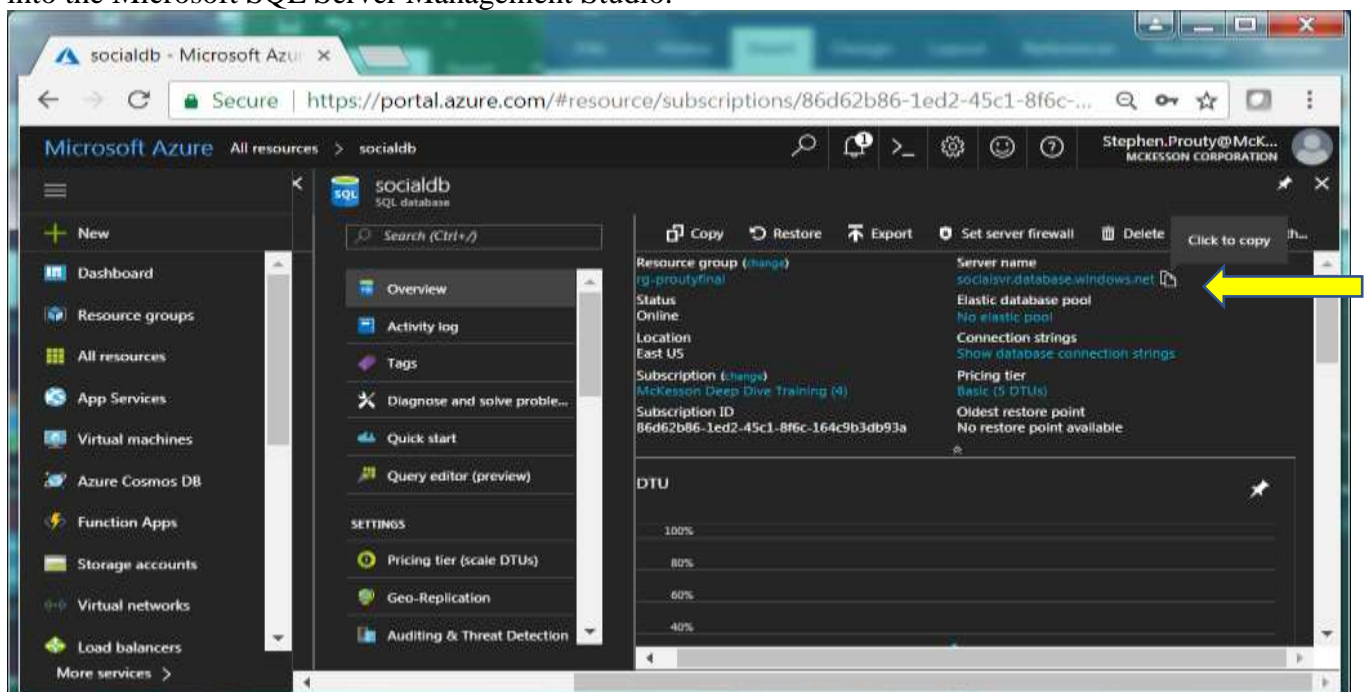 into the Microsoft SQL Server Management Studio.
socialdb - Microsoft Azu ×
Secure | https://portal.azure.com/#resource/subscriptions/86d62b86-1ed2-45c1-8f6c-...
Microsoft Azure All resources > socialdb
Stephen.Prouty@McK...
MCKESSON CORPORATION
socialdb
SQL database
New
Dashboard
Resource groups
All resources
App Services
Virtual machines
Azure Cosmos DB
Function Apps
Storage accounts
Virtual networks
Load balancers
More services >
Search (Ctrl+/)
Overview
Activity log
Tags
Diagnose and solve proble...
Quick start
Query editor (preview)
SETTINGS
Pricing tier (scale DTUs)
Geo-Replication
Auditing & Threat Detection
Copy Restore Export Set server firewall Delete
Click to copy
Resource group (change)
rg-proutyfinal
Status
Online
Location
East US
Subscription (change)
McKesson Deep Dive Training (4)
Subscription ID
86d62b86-1ed2-45c1-8f6c-164c9b3db93a
Server name
socialsvr.database.windows.net
Elastic database pool
No elastic pool
Connection strings
Show database connection strings
Pricing tier
Basic (5 DTUs)
Oldest restore point
No restore point available
DTU
100%
80%
60%
40%